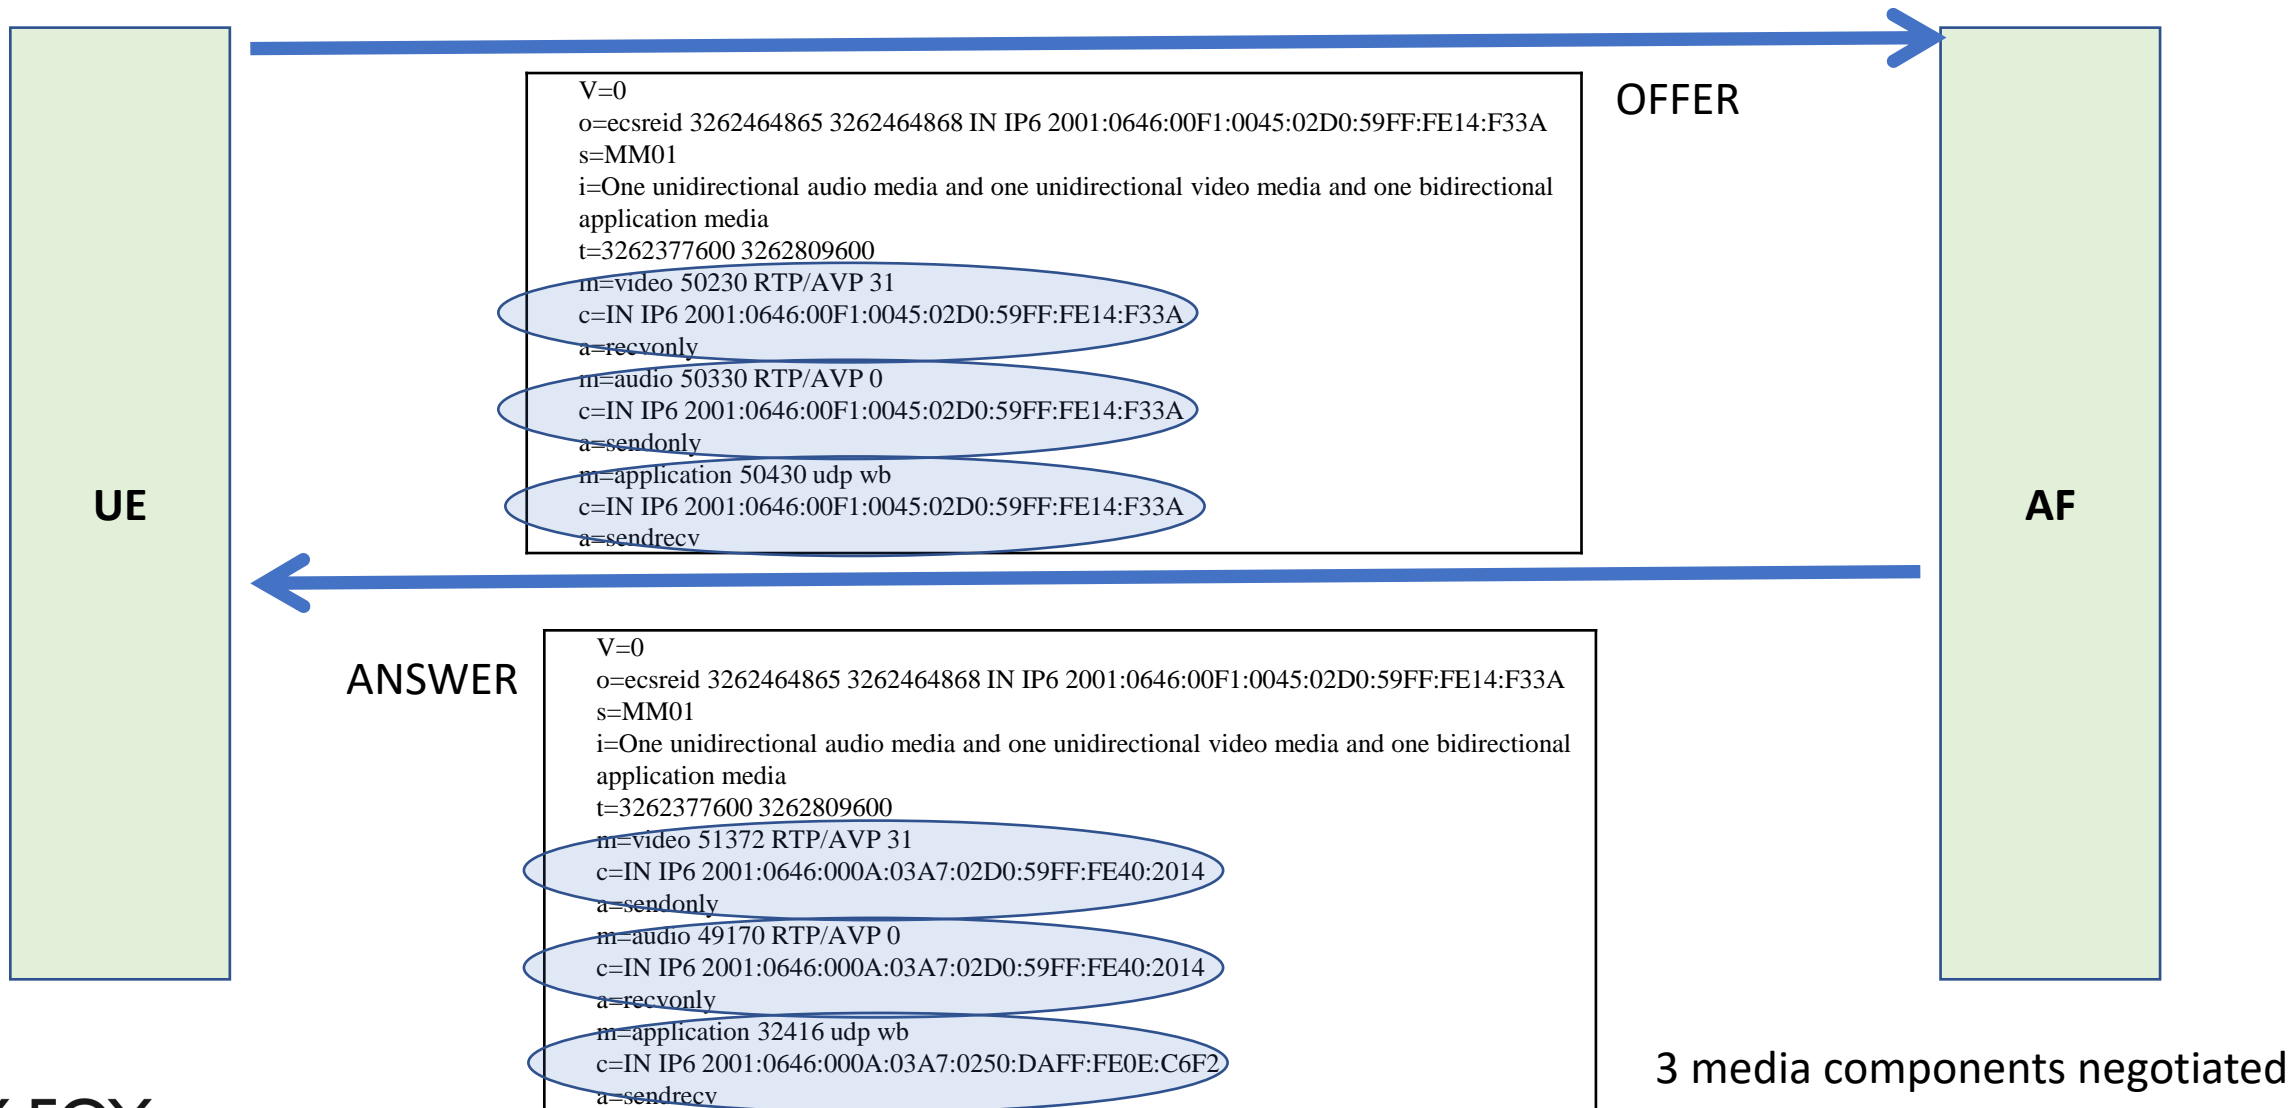 V=0
o=ecsreid 3262464865 3262464868 IN IP6 2001:0646:00F1:0045:02D0:59FF:FE14:F33A
s=MM01
i=One unidirectional audio media and one unidirectional video media and one bidirectional
application media
t=3262377600 3262809600
m=video 50230 RTP/AVP 31
c=IN IP6 2001:0646:00F1:0045:02D0:59FF:FE14:F33A
a=recvonly
m=audio 50330 RTP/AVP 0
c=IN IP6 2001:0646:00F1:0045:02D0:59FF:FE14:F33A
a=sendonly
m=application 50430 udp wb
c=IN IP6 2001:0646:00F1:0045:02D0:59FF:FE14:F33A
a=sendrecv
OFFER
UE
AF
ANSWER
V=0
o=ecsreid 3262464865 3262464868 IN IP6 2001:0646:00F1:0045:02D0:59FF:FE14:F33A
s=MM01
i=One unidirectional audio media and one unidirectional video media and one bidirectional
application media
t=3262377600 3262809600
m=video 51372 RTP/AVP 31
c=IN IP6 2001:0646:000A:03A7:02D0:59FF:FE40:2014
a=sendonly
m=audio 49170 RTP/AVP 0
c=IN IP6 2001:0646:000A:03A7:02D0:59FF:FE40:2014
a=recvonly
m=application 32416 udp wb
c=IN IP6 2001:0646:000A:03A7:0250:DAFF:FE0E:C6F2
a=sendrecv
3 media components negotiated